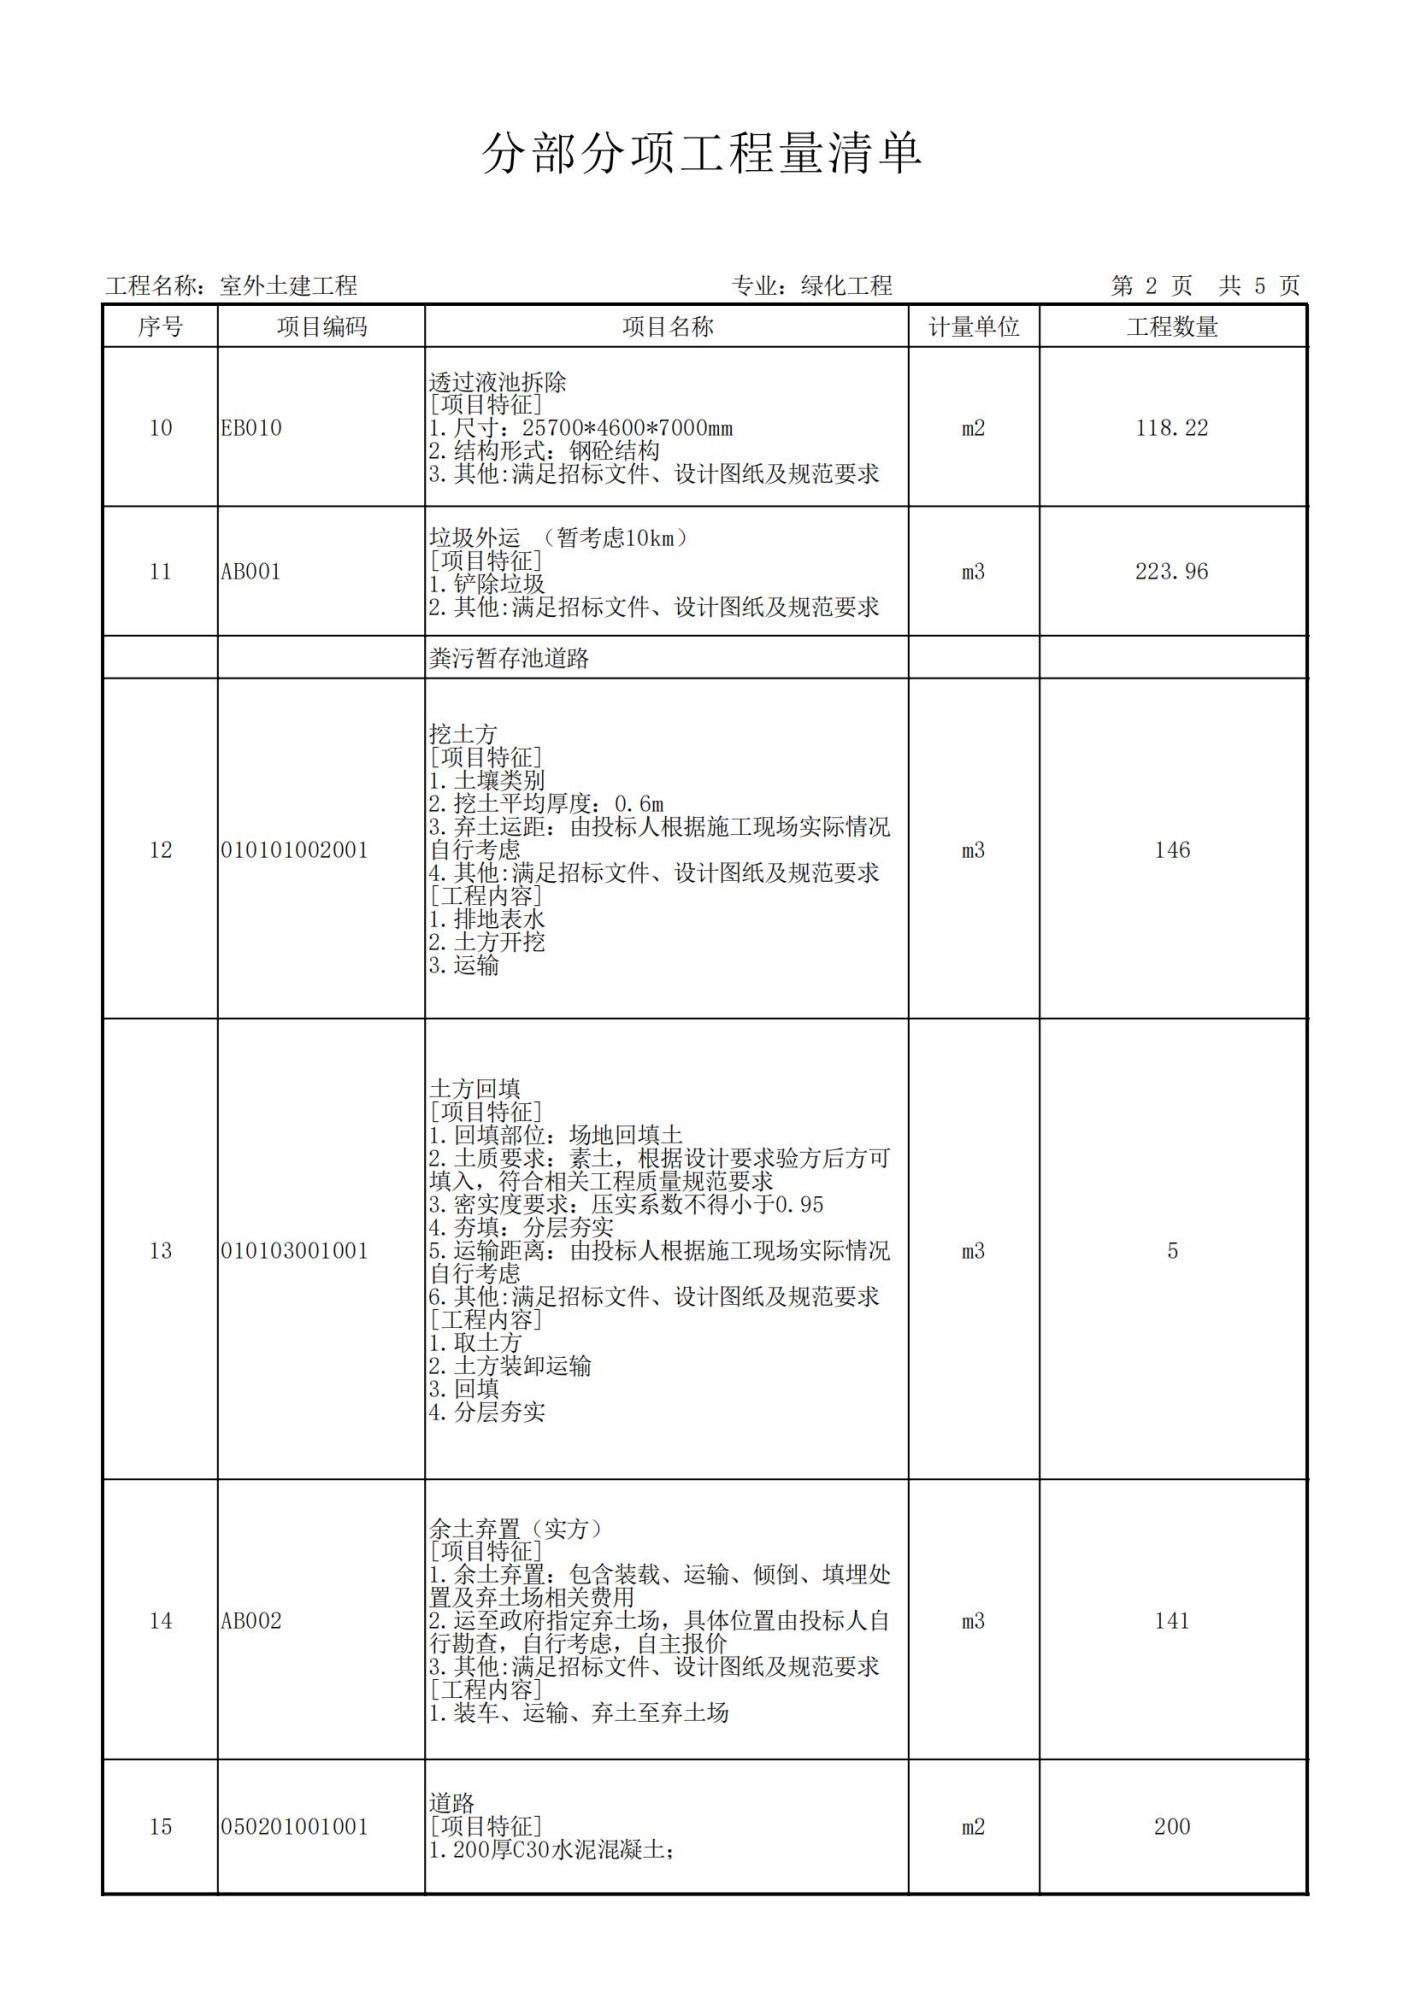 分部分项工程量清单
工程名称：室外土建工程 专业：绿化工程 第 2 页 共 5 页
序号 项目编码 项目名称 计量单位 工程数量
透过液池拆除
[项目特征]
10 EB010 1.尺寸：25700*4600*7000mm m2 118.22
2.结构形式：钢砼结构
3.其他:满足招标文件、设计图纸及规范要求
垃圾外运 （暂考虑10km）
[项目特征]
11 AB001 1.铲除垃圾 m3 223.96
2.其他:满足招标文件、设计图纸及规范要求
粪污暂存池道路
挖土方
[项目特征]
1.土壤类别
2.挖土平均厚度：0.6m
3.弃土运距：由投标人根据施工现场实际情况
12 010101002001 自行考虑 m3 146
4.其他:满足招标文件、设计图纸及规范要求
[工程内容]
1.排地表水
2.土方开挖
3.运输
土方回填
[项目特征]
1.回填部位：场地回填土
2.土质要求：素土，根据设计要求验方后方可
填入，符合相关工程质量规范要求
3.密实度要求：压实系数不得小于0.95
4.夯填：分层夯实
13 010103001001 5.运输距离：由投标人根据施工现场实际情况 m3 5
自行考虑
6.其他:满足招标文件、设计图纸及规范要求
[工程内容]
1.取土方
2.土方装卸运输
3.回填
4.分层夯实
余土弃置（实方）
[项目特征]
1.余土弃置：包含装载、运输、倾倒、填埋处
置及弃土场相关费用
14 AB002 2.运至政府指定弃土场，具体位置由投标人自 m3 141
行勘查，自行考虑，自主报价
3.其他:满足招标文件、设计图纸及规范要求
[工程内容]
1.装车、运输、弃土至弃土场
道路
15 050201001001 [项目特征] m2 200
1.200厚C30水泥混凝土；